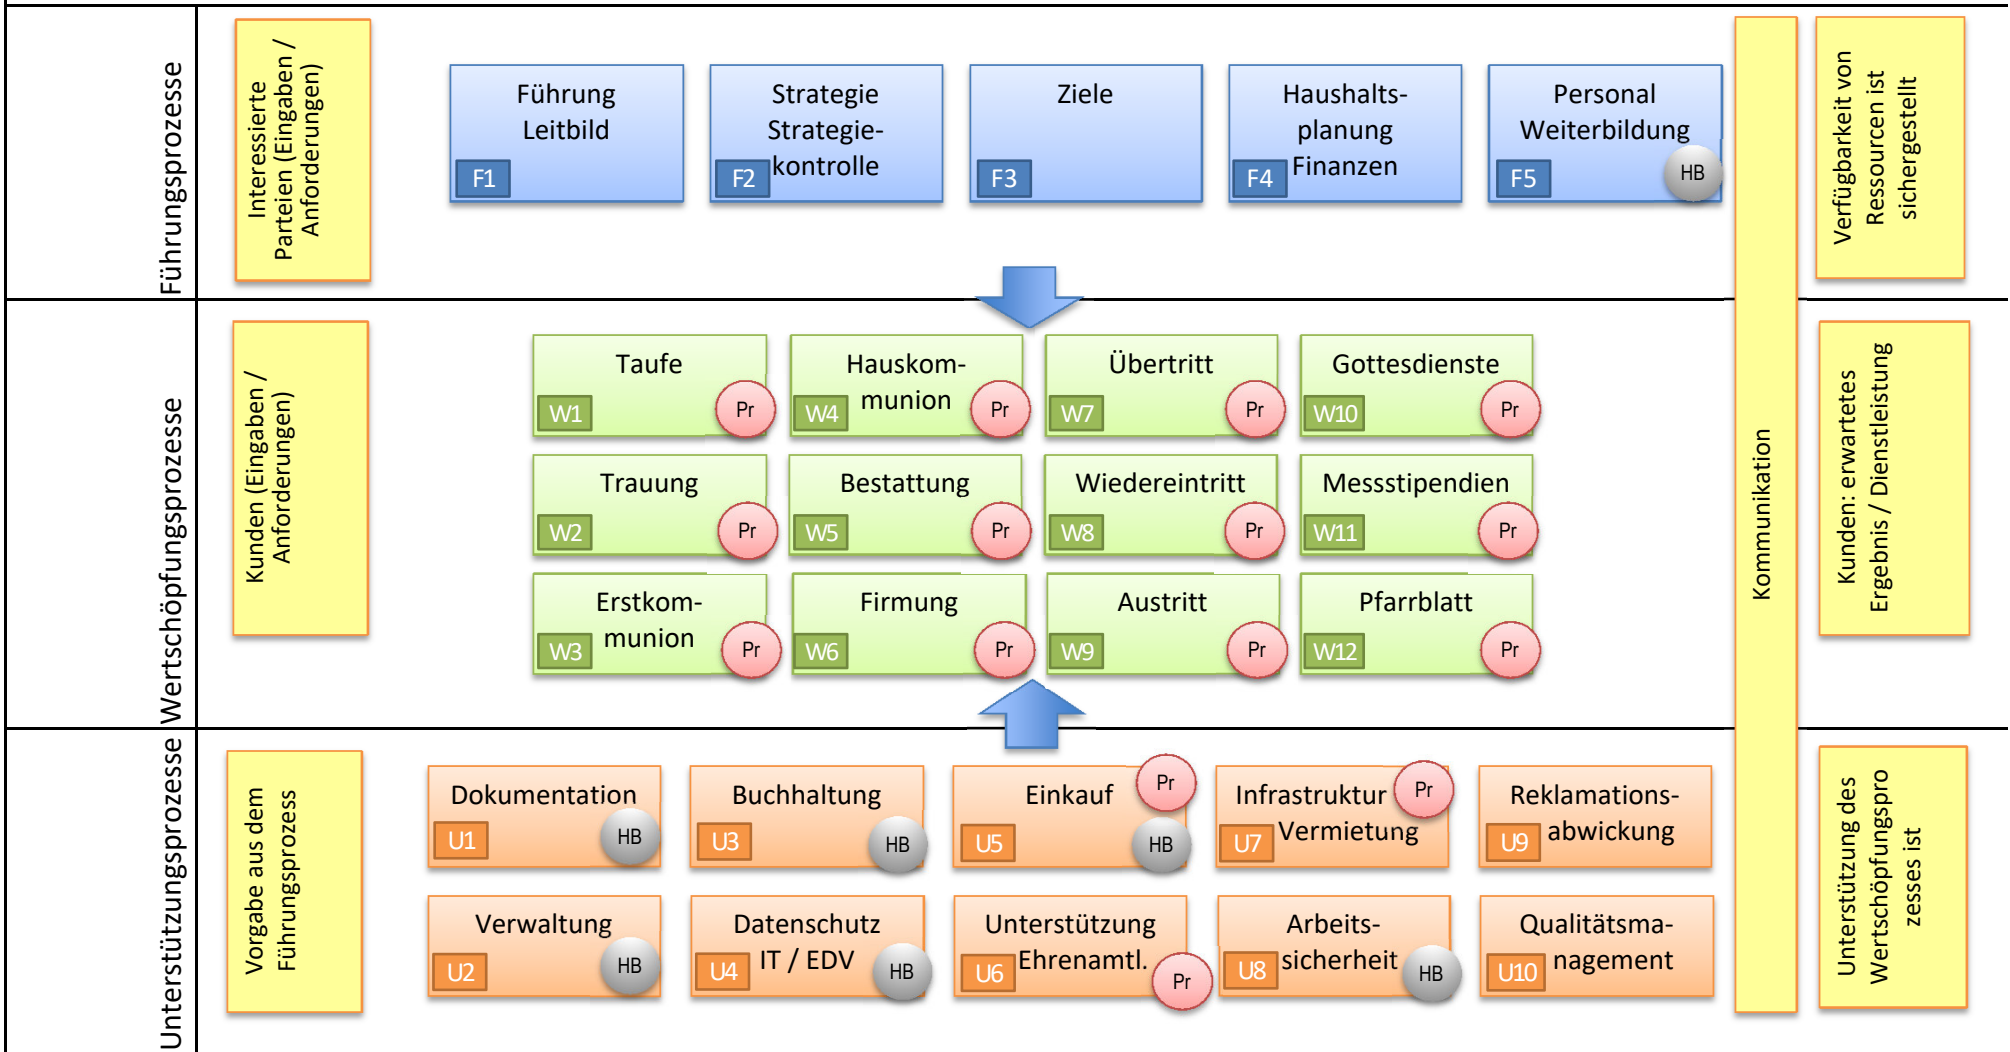 Führungsprozesse
Interessierte
Parteien (Eingaben /
Anforderungen)
Führung
Leitbild
F1
Strategie
Strategie-
kontrolle
F2
Ziele
F3
Haushalts-
planung
Finanzen
F4
Personal
Weiterbildung
F5
HB
Verfügbarkeit von
Ressourcen ist
sichergestellt
Kommunikation
Wertschöpfungsprozesse
Kunden (Eingaben /
Anforderungen)
Taufe
W1
Pr
Hauskom-
munion
W4
Pr
Übertritt
W7
Pr
Gottesdienste
W10
Pr
Trauung
W2
Pr
Bestattung
W5
Pr
Wiedereintritt
W8
Pr
Messstipendien
W11
Pr
Erstkom-
munion
W3
Pr
Firmung
W6
Pr
Austritt
W9
Pr
Pfarrblatt
W12
Pr
Kunden: erwartetes
Ergebnis / Dienstleistung
Unterstützungsprozesse
Vorgabe aus dem
Führungsprozess
Dokumentation
U1
HB
Buchhaltung
U3
HB
Einkauf
U5
Pr
HB
Infrastruktur
Vermietung
U7
Pr
Reklamations-
abwickung
U9
Verwaltung
U2
HB
Datenschutz
IT / EDV
U4
HB
Unterstützung
Ehrenamtl.
U6
Pr
Arbeits-
sicherheit
U8
HB
Qualitätsma-
nagement
U10
Unterstützung des
Wertschöpfungspro
zesses ist